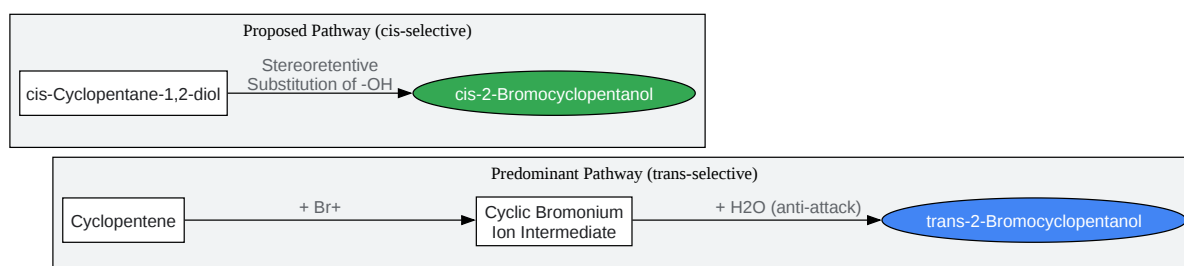 Proposed Pathway (cis-selective)
cis-Cyclopentane-1,2-diol
Stereoretentive
Substitution of -OH
cis-2-Bromocyclopentanol
Predominant Pathway (trans-selective)
Cyclopentene
+ Br+
Cyclic Bromonium
Ion Intermediate
+ H2O (anti-attack)
trans-2-Bromocyclopentanol